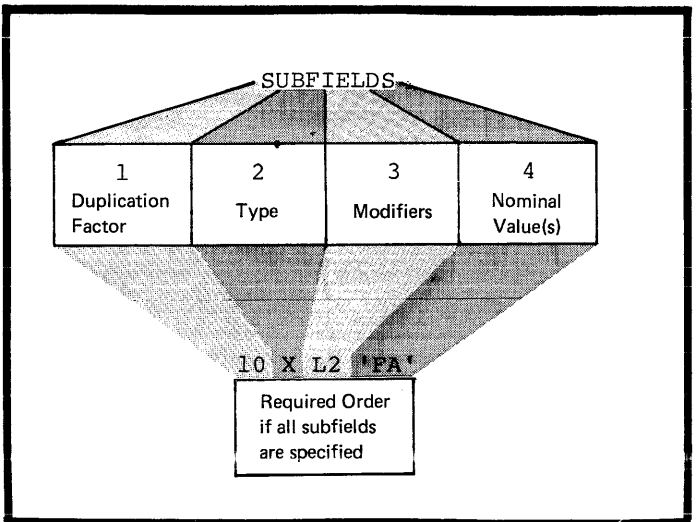 SUBFIELDS
1
Duplication
Factor
2
Type
3
Modifiers
4
Nominal
Value(s)
10 X L2 'FA'
Required Order
if all subfields
are specified